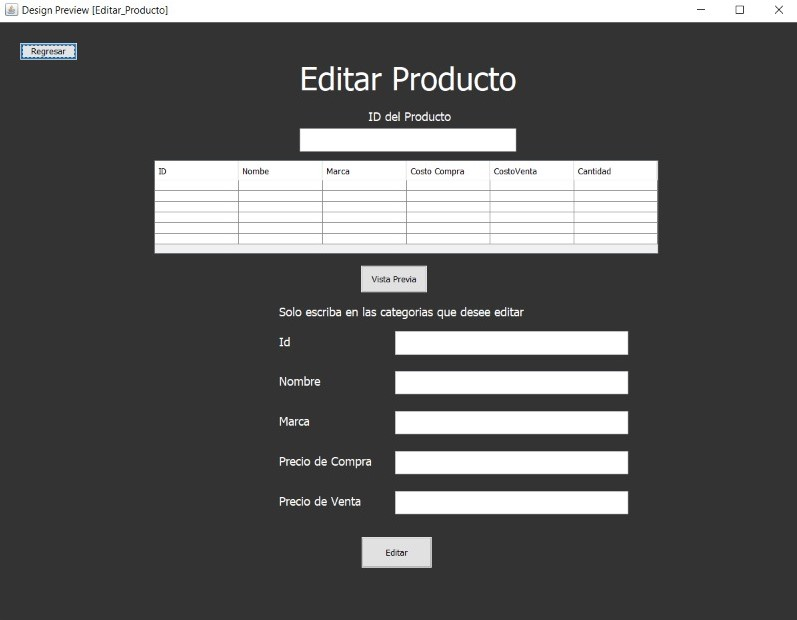 Design Preview [Editar_Producto]
Regresar
Editar Producto
ID del Producto
ID Nombe Marca Costo Compra CostoVenta Cantidad
Vista Previa
Solo escriba en las categorias que desee editar
Id
Nombre
Marca
Precio de Compra
Precio de Venta
Editar